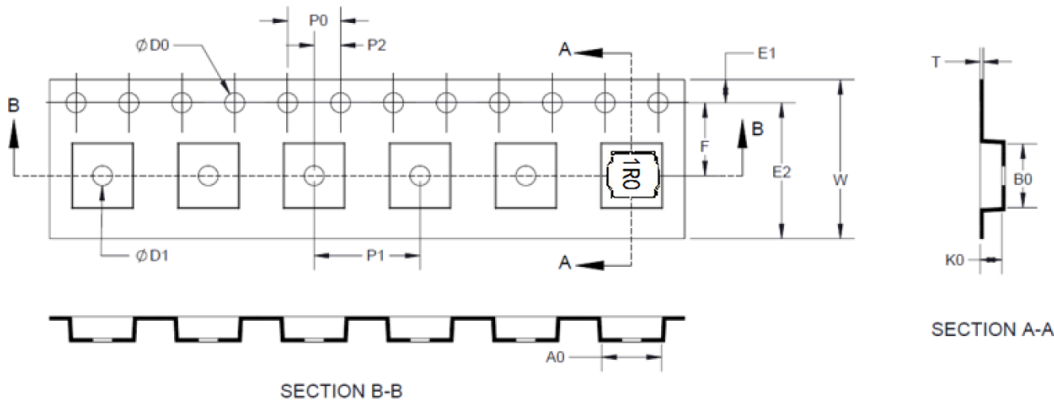 P0
A
E1
T
ØD0
P2
B
B
F
E2
W
B0
1R0
ØD1
P1
A
K0
A0
SECTION A-A
SECTION B-B